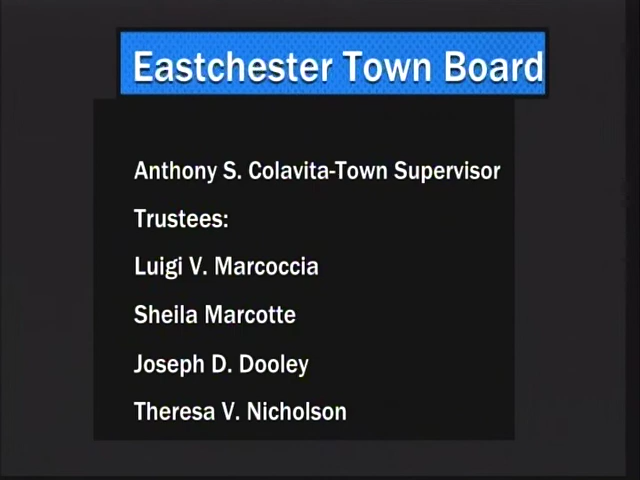 Eastchester Town Board
Anthony S. Colavita-Town Supervisor
Trustees:
Luigi V. Marcoccia
Sheila Marcotte
Joseph D. Dooley
Theresa V. Nicholson